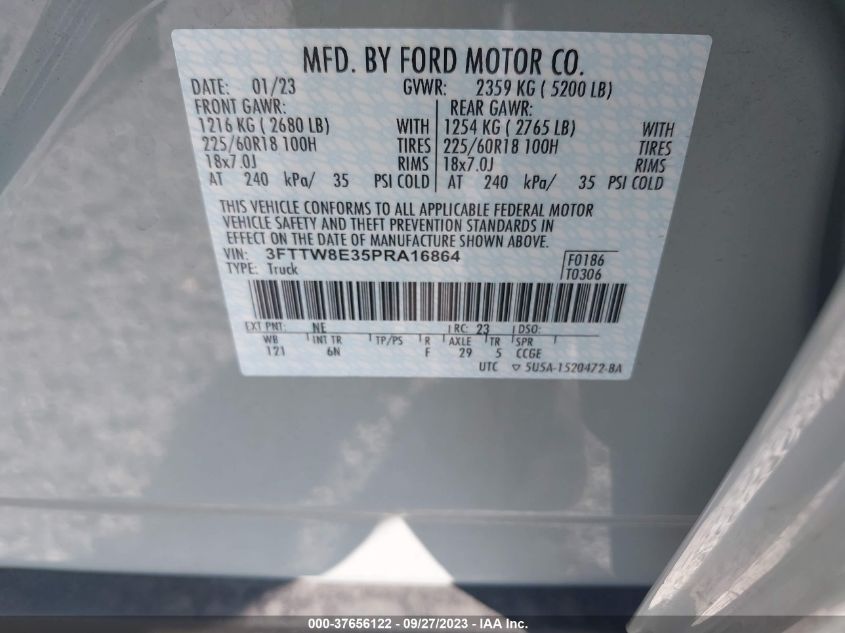 MFD. BY FORD MOTOR CO.
DATE: 01/23 GVWR: 2359 KG ( 5200 LB)
FRONT GAWR: REAR GAWR:
1216 KG ( 2680 LB) WITH 1254 KG ( 2765 LB) WITH
225/60R18 100H TIRES 225/60R18 100H TIRES
18x7.0J RIMS 18x7.0J RIMS
AT 240 kPa/ 35 PSI COLD AT 240 kPa/ 35 PSI COLD
THIS VEHICLE CONFORMS TO ALL APPLICABLE FEDERAL MOTOR
VEHICLE SAFETY AND THEFT PREVENTION STANDARDS IN
EFFECT ON THE DATE OF MANUFACTURE SHOWN ABOVE.
VIN: 3FTTW8E35PRA16864 F0186
TYPE: Truck T0306
EXT PNT: NE RC: 23 DSO:
WB INT TR TP/PS R AXLE TR SPR
121 6N F 29 5 CCGE
UTC ▽ 5U5A-1520472-BA
000-37656122 - 09/27/2023 - IAA Inc.